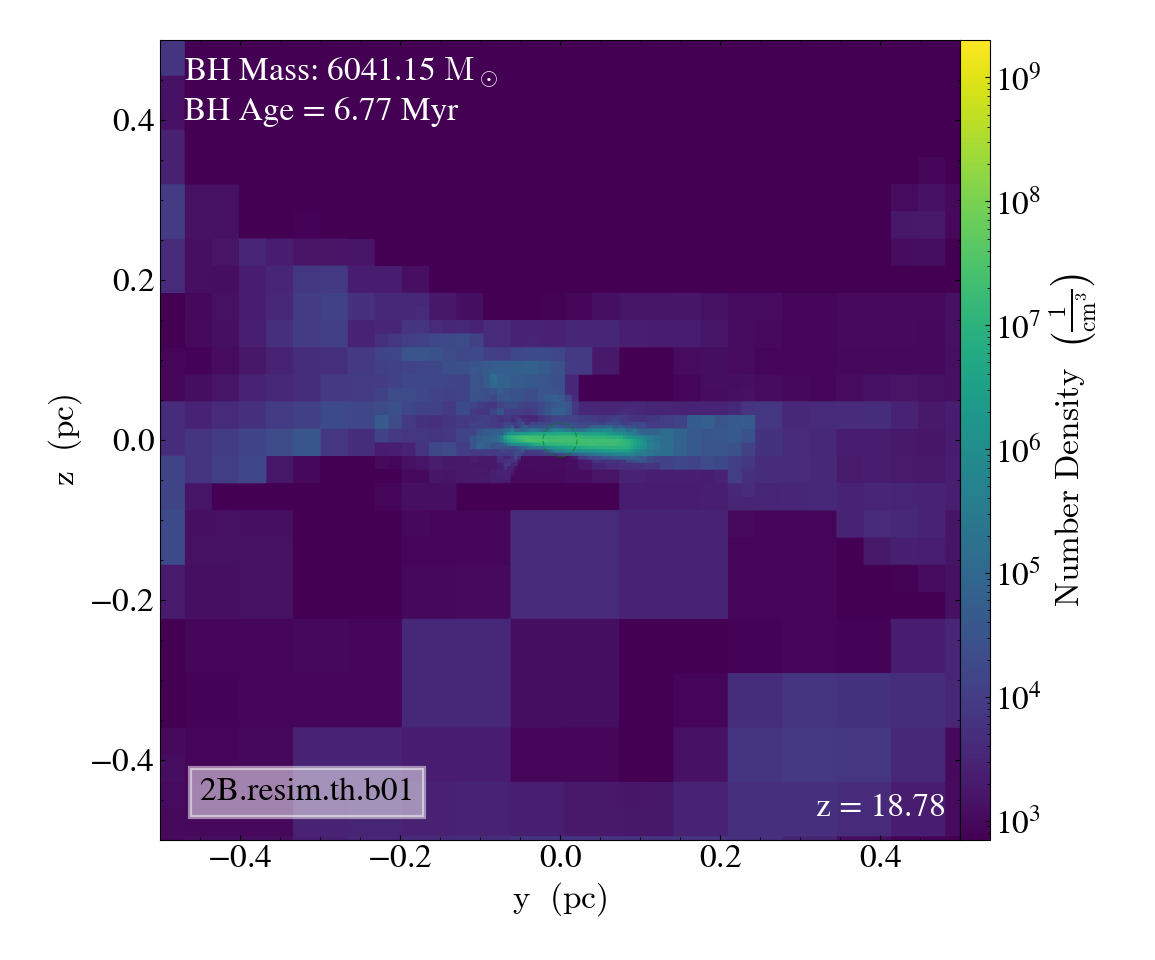 BH Mass: 6041.15 M⊙
BH Age = 6.77 Myr
0.4
0.2
0.0
−0.2
−0.4
z (pc)
2B.resim.th.b01
z = 18.78
−0.4 −0.2 0.0 0.2 0.4
y (pc)
10⁹
10⁸
10⁷
10⁶
10⁵
10⁴
10³
Number Density (1/cm³)